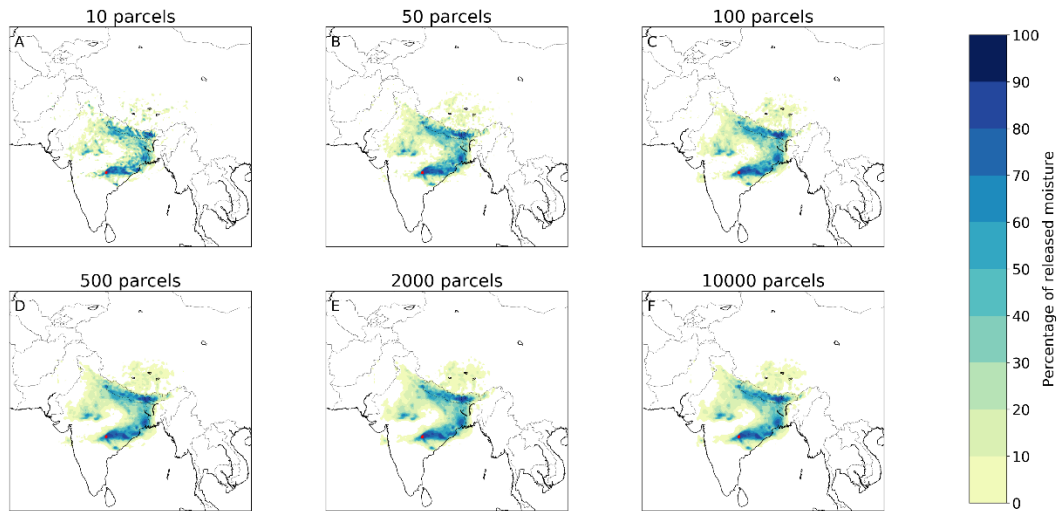 10 parcels
50 parcels
100 parcels
A
B
C
500 parcels
2000 parcels
10000 parcels
D
E
F
100
90
80
70
60
50
40
30
20
10
0
Percentage of released moisture